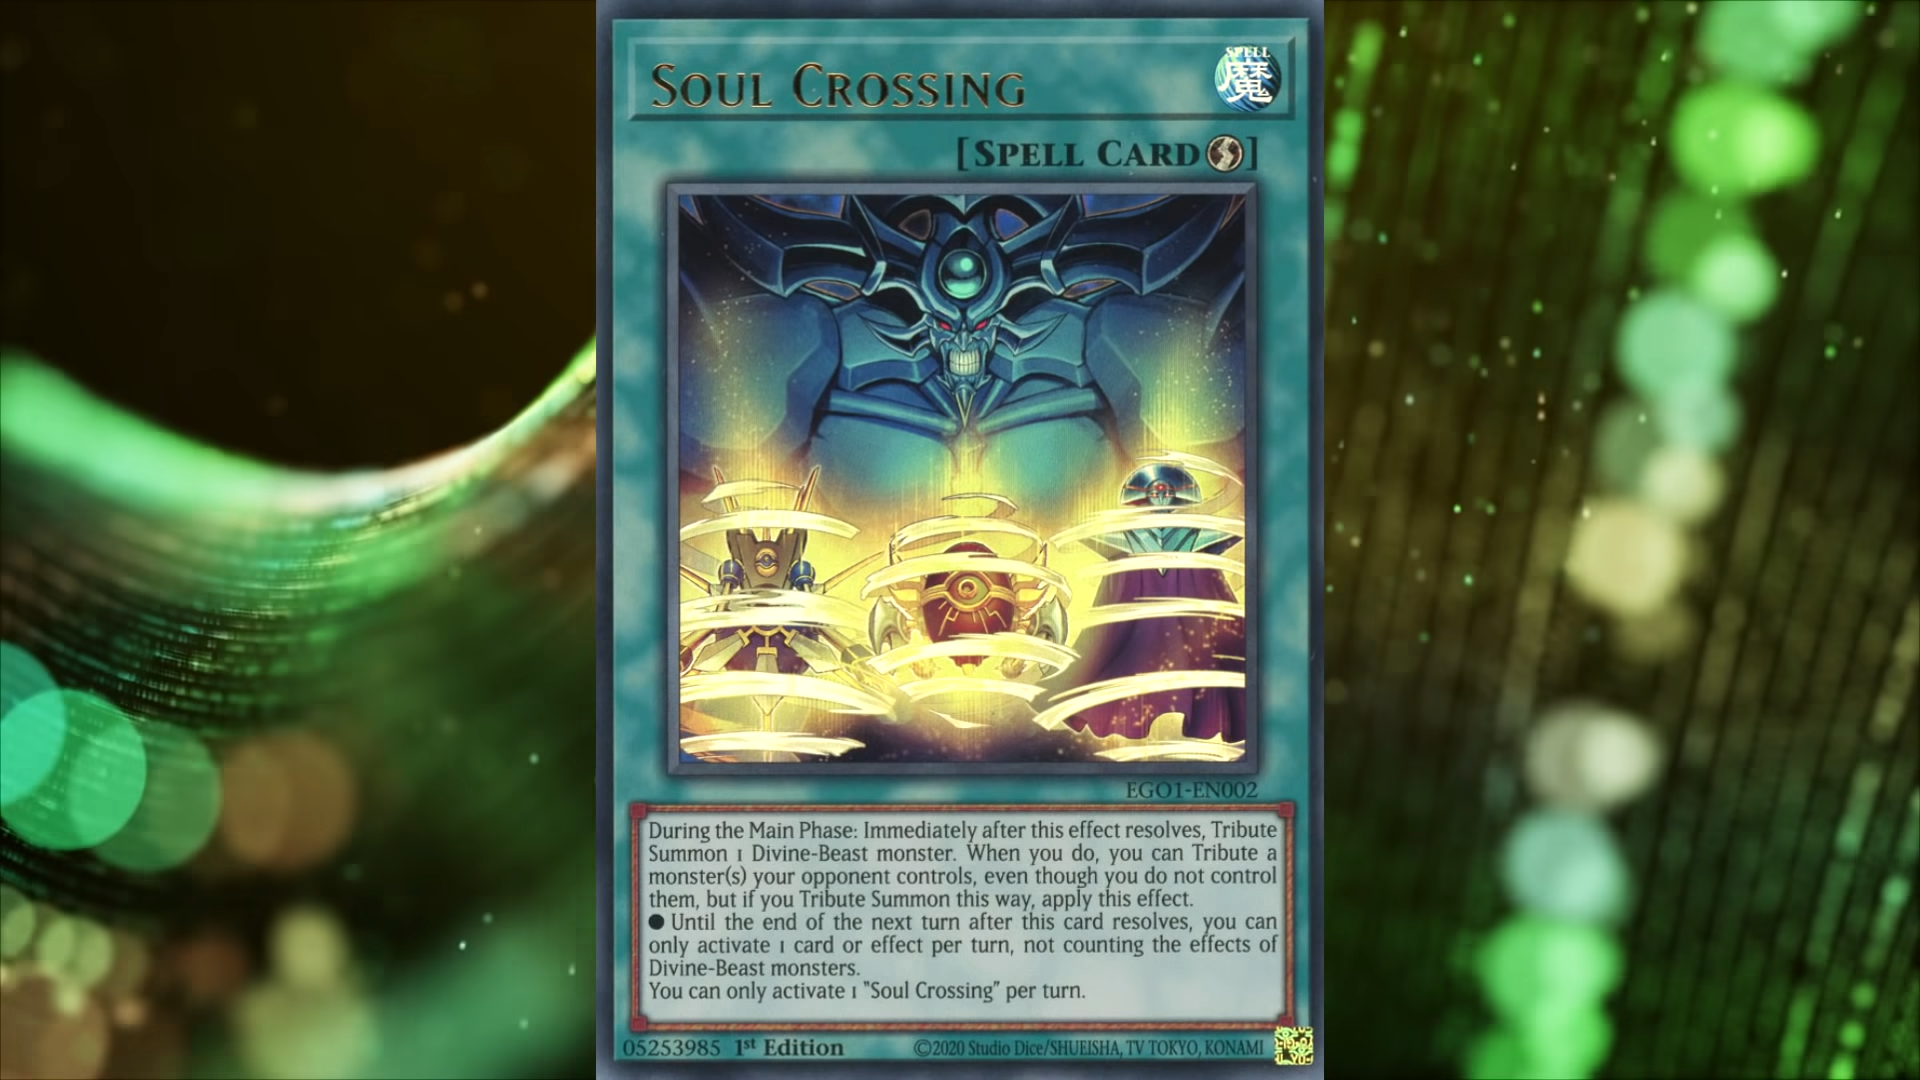 SOUL CROSSING
SPELL
魔
[SPELL CARD]
EGO1-EN002
During the Main Phase: Immediately after this effect resolves, Tribute
Summon 1 Divine-Beast monster. When you do, you can Tribute a
monster(s) your opponent controls, even though you do not control
them, but if you Tribute Summon this way, apply this effect.
● Until the end of the next turn after this card resolves, you can
only activate 1 card or effect per turn, not counting the effects of
Divine-Beast monsters.
You can only activate 1 "Soul Crossing" per turn.
05253985 1st Edition ©2020 Studio Dice/SHUEISHA, TV TOKYO, KONAMI